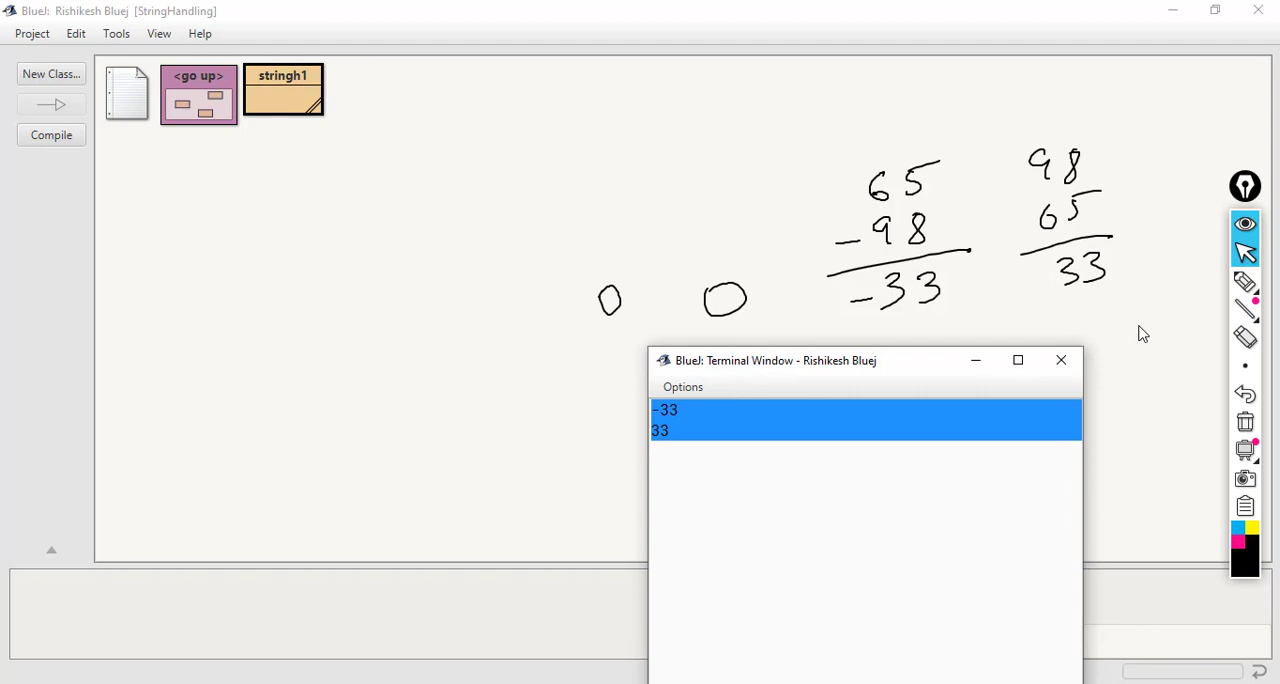 BlueJ: Rishikesh Bluej [StringHandling]
Project Edit Tools View Help
New Class...
Compile
<go up>
stringh1
65
-98
-33
98
65
33
0 0
BlueJ: Terminal Window - Rishikesh Bluej
Options
-33
33